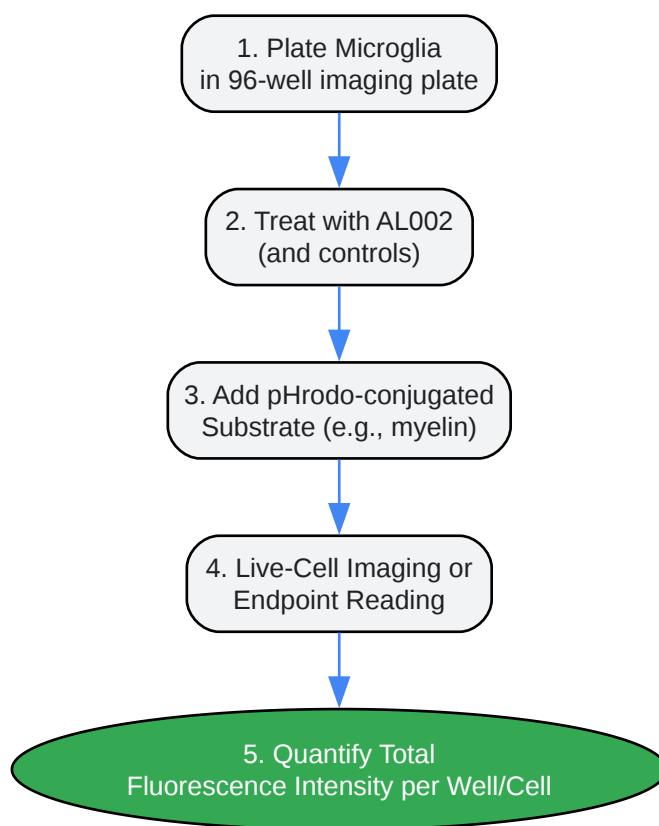 1. Plate Microglia
in 96-well imaging plate
2. Treat with AL002
(and controls)
3. Add pHrodo-conjugated
Substrate (e.g., myelin)
4. Live-Cell Imaging or
Endpoint Reading
5. Quantify Total
Fluorescence Intensity per Well/Cell